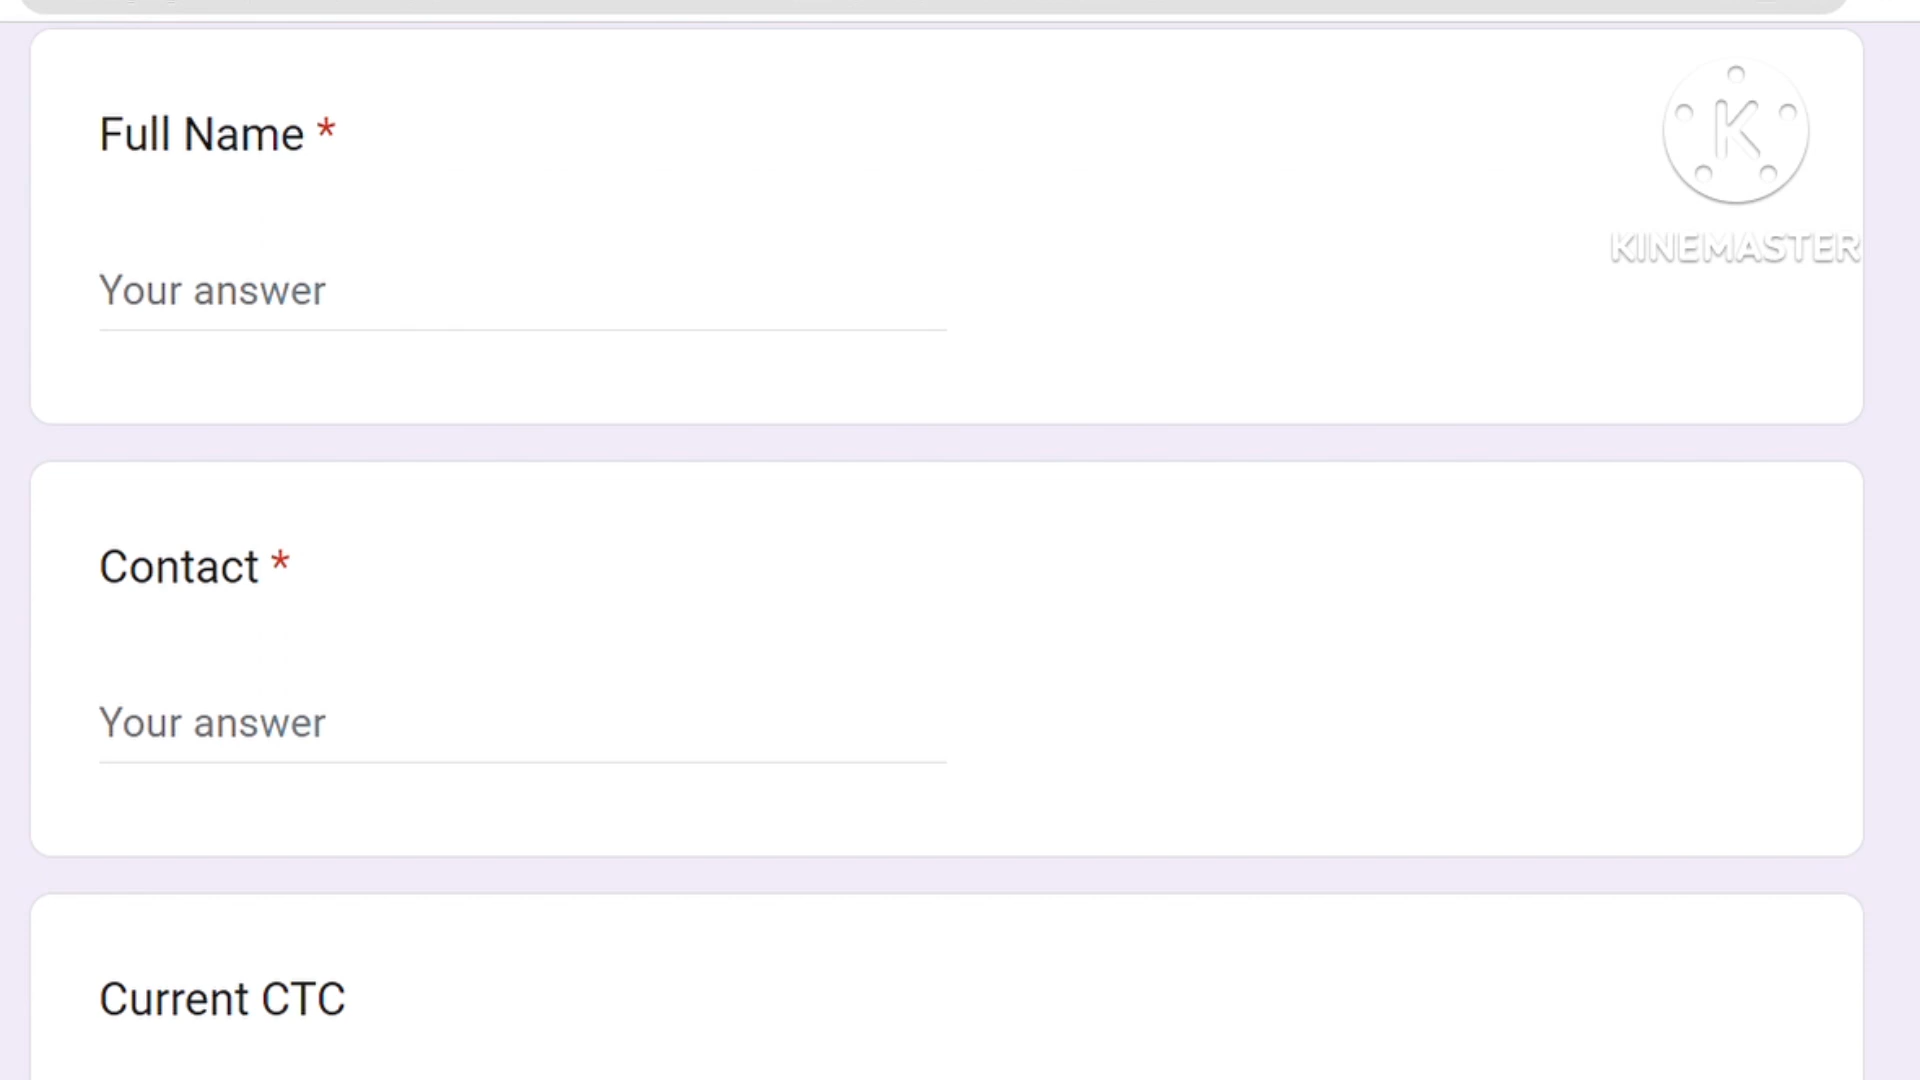 Full Name *
K
KINEMASTER
Your answer
Contact *
Your answer
Current CTC